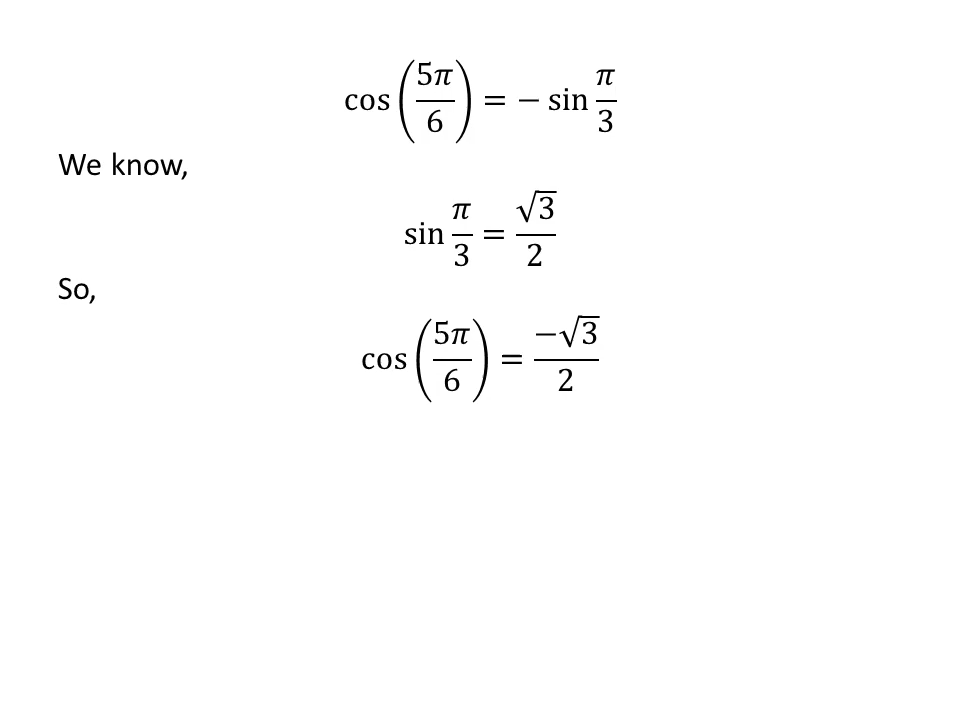 cos(5π/6) = − sin π/3
We know,
sin π/3 = √3/2
So,
cos(5π/6) = −√3/2